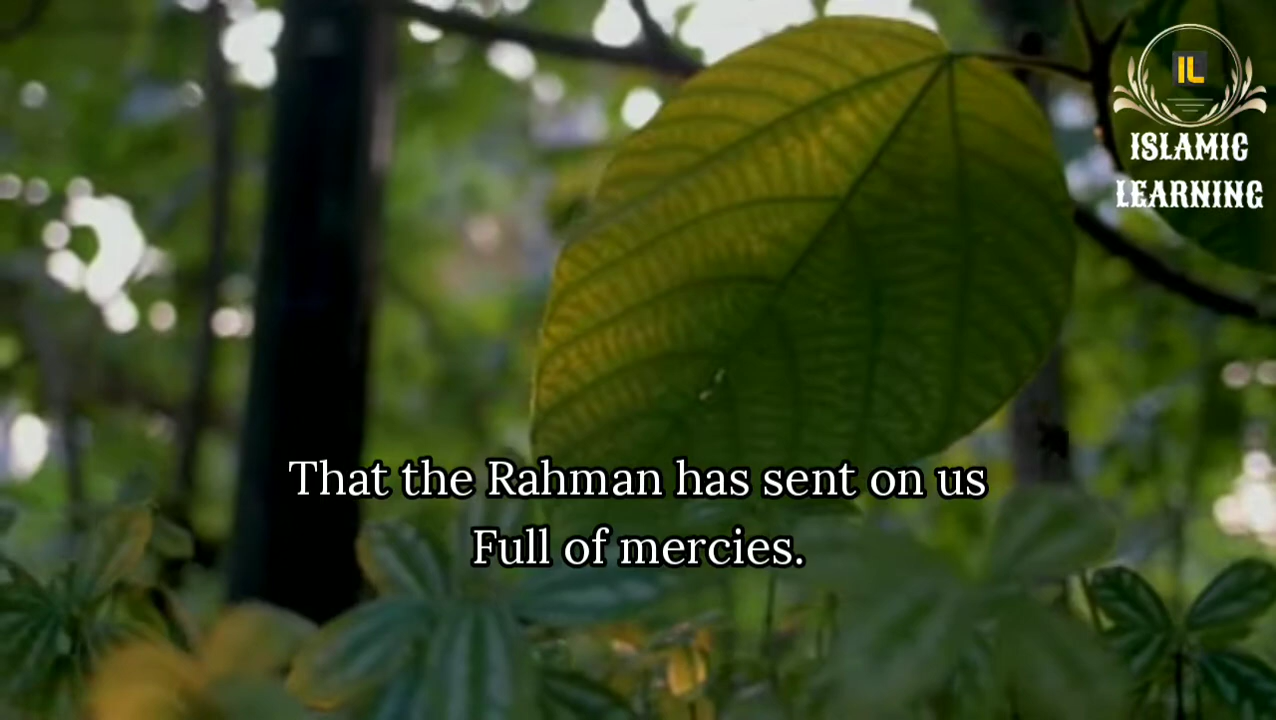 IL
ISLAMIC
LEARNING
That the Rahman has sent on us
Full of mercies.